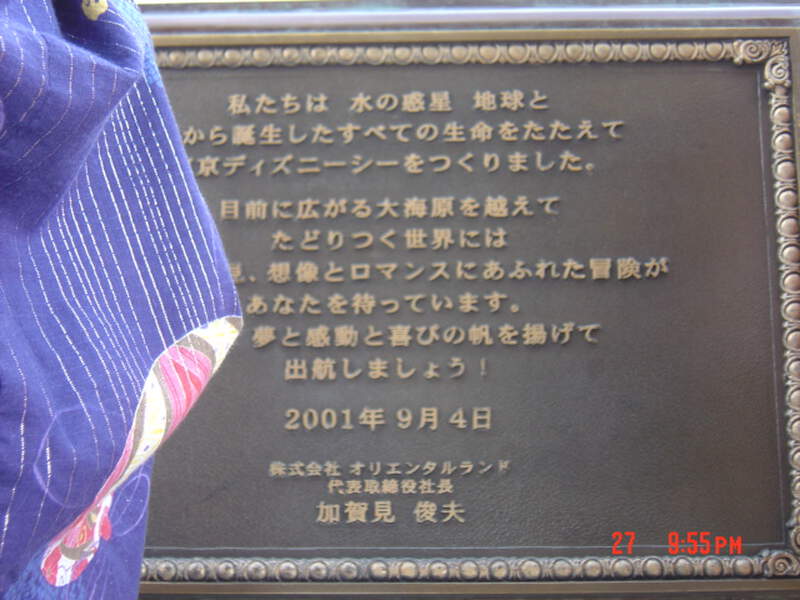 私たちは 水の惑星 地球と
から誕生したすべての生命をたたえて
京ディズニーシーをつくりました。
目前に広がる大海原を越えて
たどりつく世界には
見、想像とロマンスにあふれた冒険が
あなたを待っています。
夢と感動と喜びの帆を揚げて
出航しましょう！
2001年 9月 4日
株式会社 オリエンタルランド
代表取締役社長
加賀見 俊夫
27 9:55PM